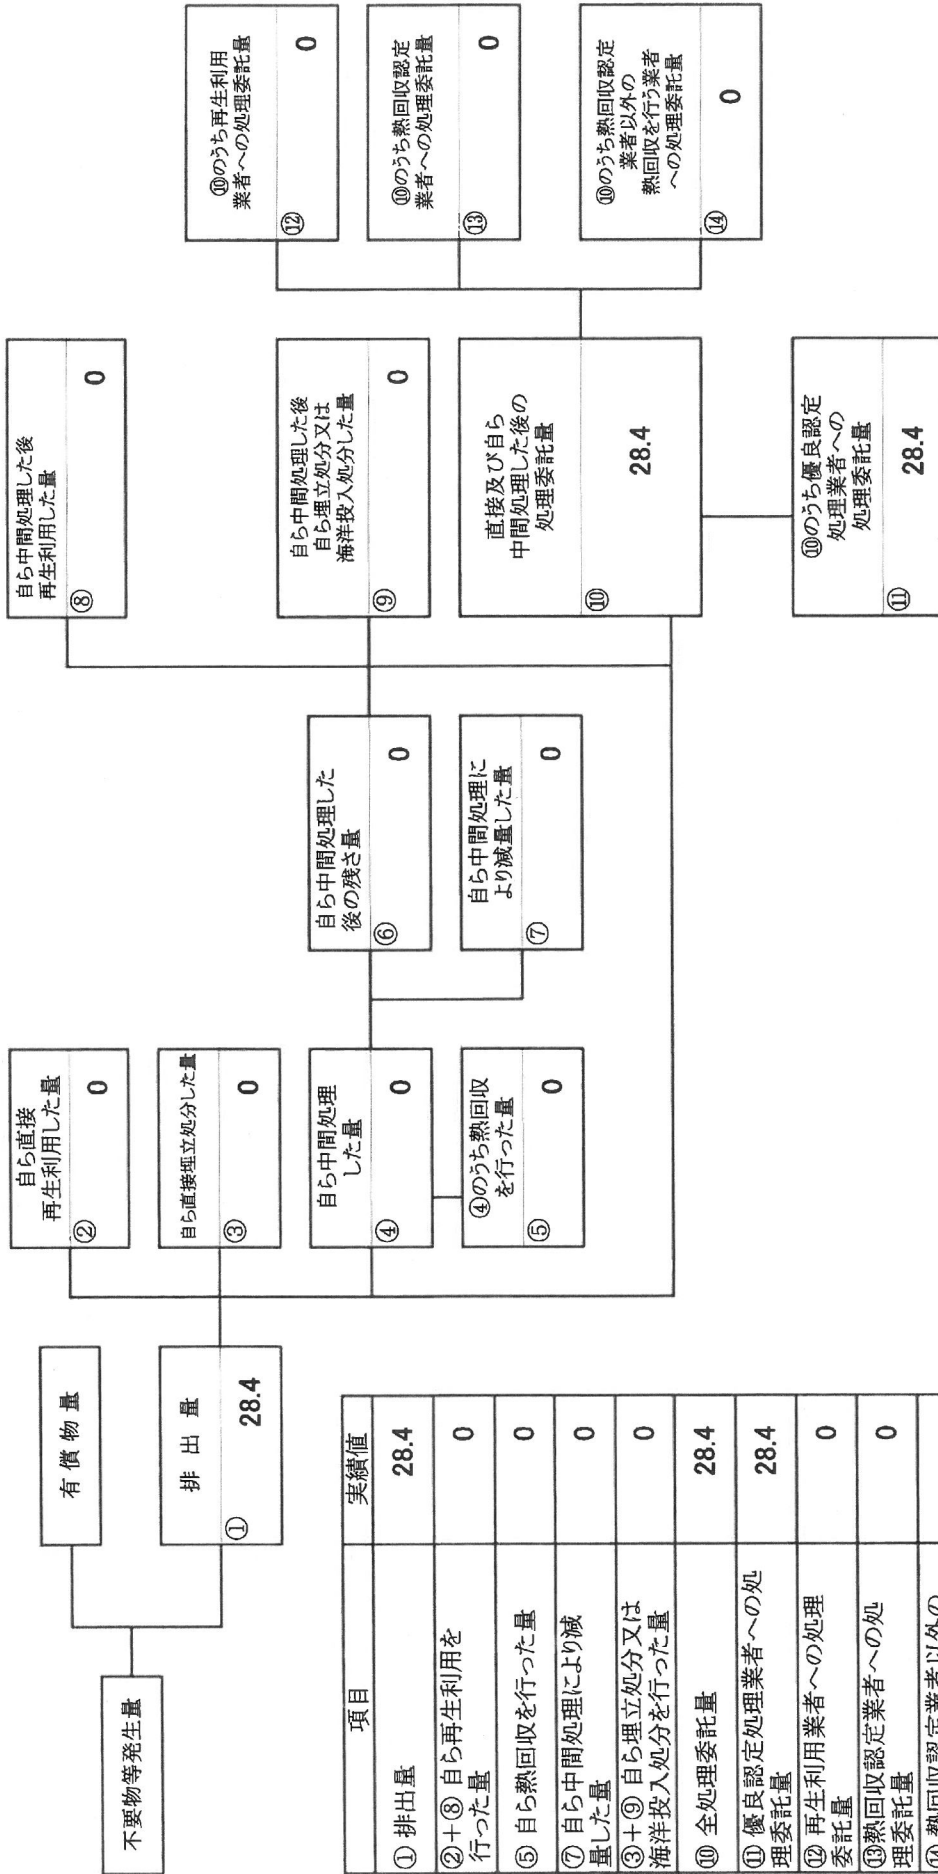 不要物等発生量
有償物量
排出量
①
28.4
自ら直接
再生利用した量
②
0
自ら直接埋立処分した量
③
0
自ら中間処理
した量
④
0
④のうち熱回収
を行った量
⑤
0
自ら中間処理した
後の残さ量
⑥
0
自ら中間処理に
より減量した量
⑦
0
自ら中間処理した後
再生利用した量
⑧
0
自ら中間処理した後
自ら埋立処分又は
海洋投入処分した量
⑨
0
直接及び自ら
中間処理した後の
処理委託量
⑩
28.4
⑩のうち優良認定
処理業者への
処理委託量
⑪
28.4
⑩のうち再生利用
業者への処理委託量
⑫
0
⑩のうち熱回収認定
業者への処理委託量
⑬
0
⑩のうち熱回収認定
業者以外の
熱回収を行う業者
への処理委託量
⑭
0
項目 実績値
① 排出量 28.4
②+⑧ 自ら再生利用を
行った量 0
⑤ 自ら熱回収を行った量 0
⑦ 自ら中間処理により減
量した量 0
③+⑨ 自ら埋立処分又は
海洋投入処分を行った量 0
⑩ 全処理委託量 28.4
⑪ 優良認定処理業者への処
理委託量 28.4
⑫ 再生利用業者への処理
委託量 0
⑬熱回収認定業者への処
理委託量 0
⑭ 熱回収認定業者以外の